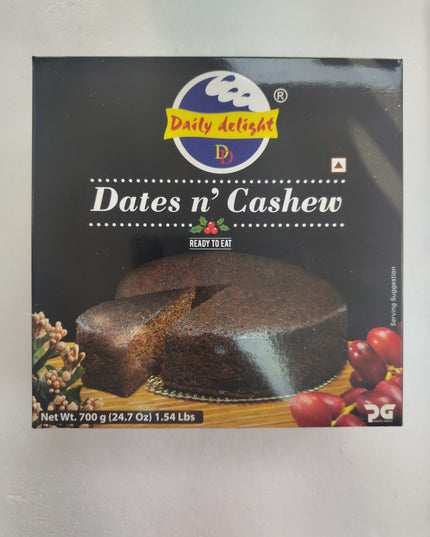 Daily delight
®
DD
Dates n' Cashew
READY TO EAT
Serving Suggestion
Net Wt. 700 g (24.7 Oz) 1.54 Lbs
PG